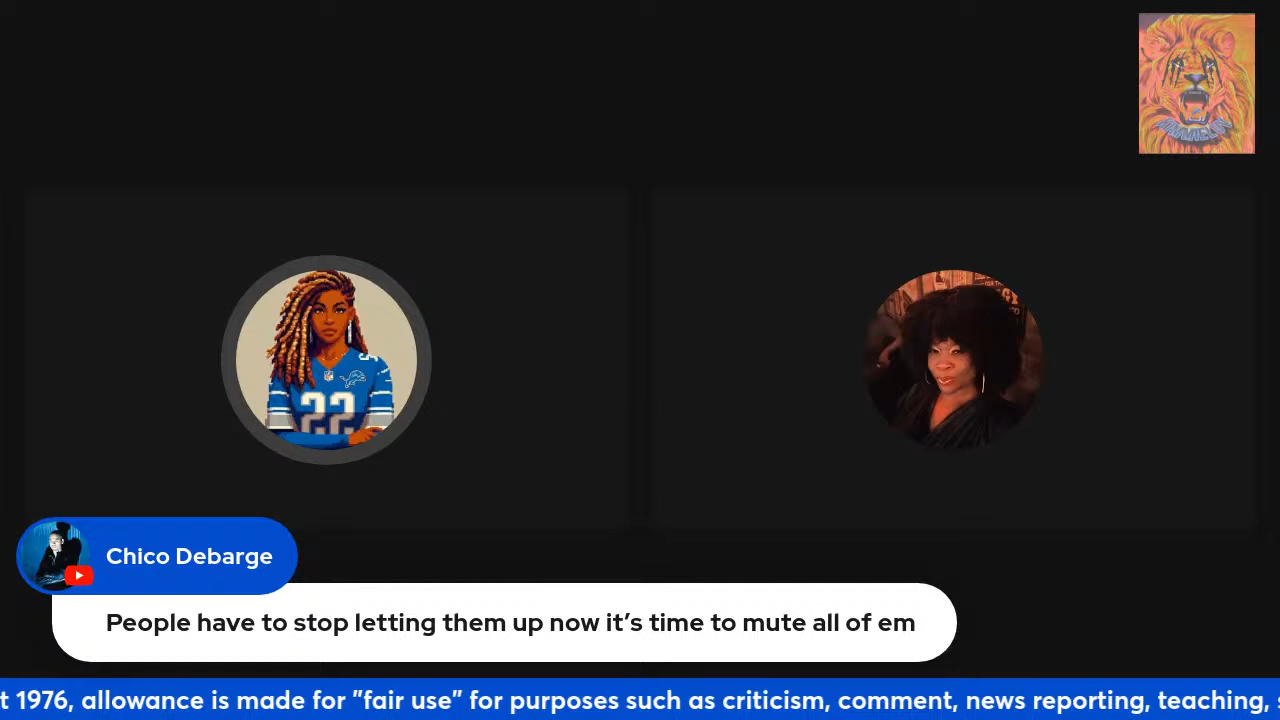 22
Chico Debarge
People have to stop letting them up now it’s time to mute all of em
t 1976, allowance is made for ”fair use” for purposes such as criticism, comment, news reporting, teaching,